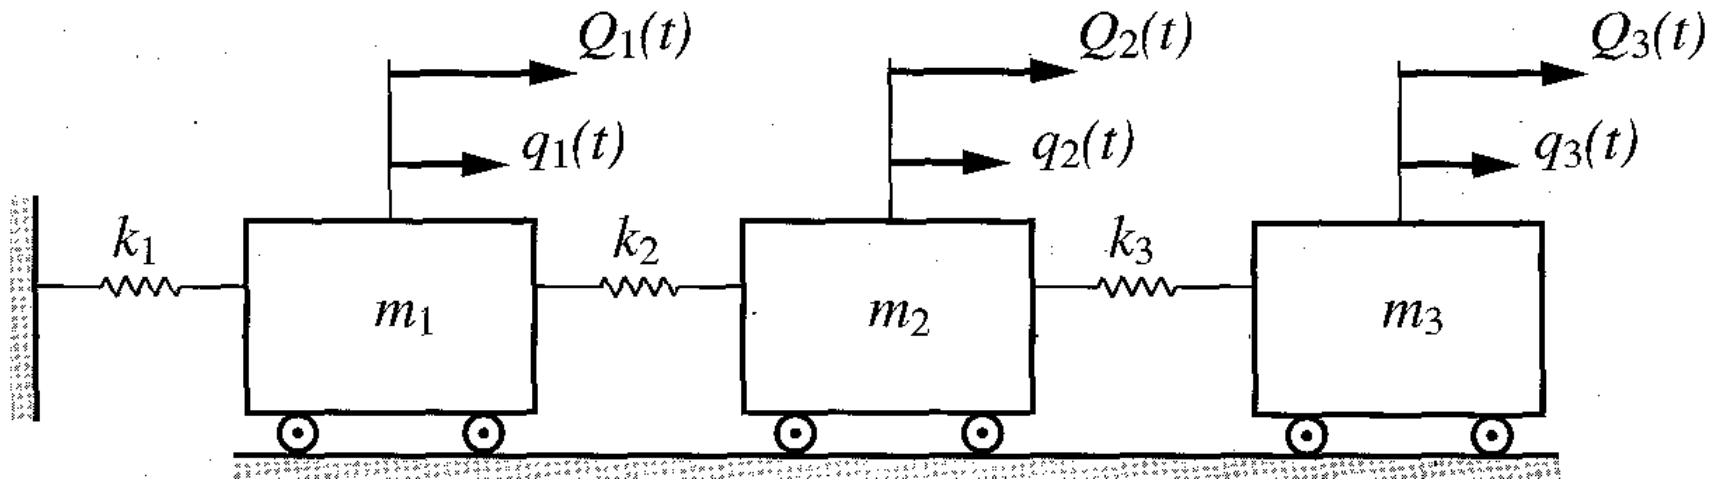 Q₁(t) Q₂(t) Q₃(t)
q₁(t) q₂(t) q₃(t)
k₁ k₂ k₃
m₁ m₂ m₃